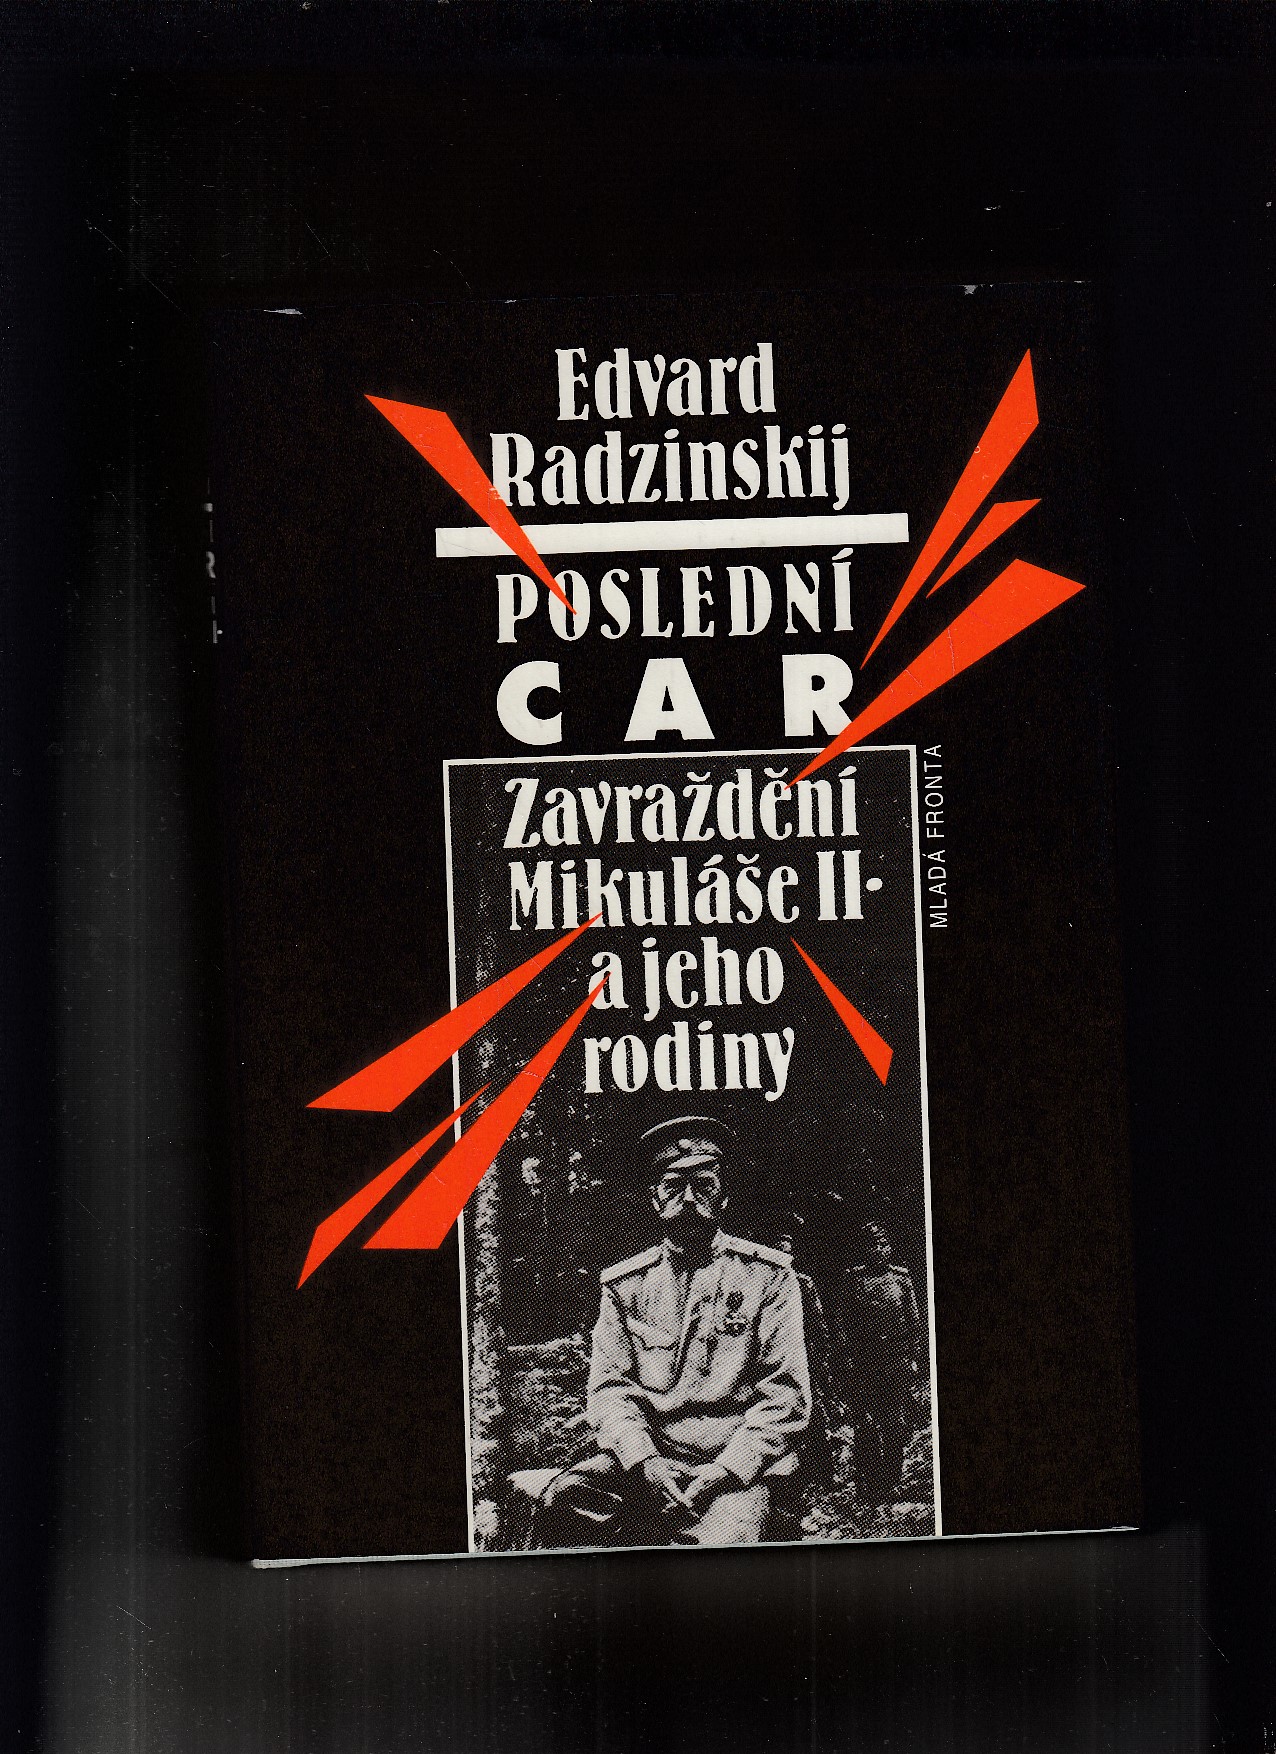 Edvard
Radzinskij
POSLEDNÍ
CAR
Zavraždění
Mikuláše II.
a jeho
rodiny
MLADÁ FRONTA